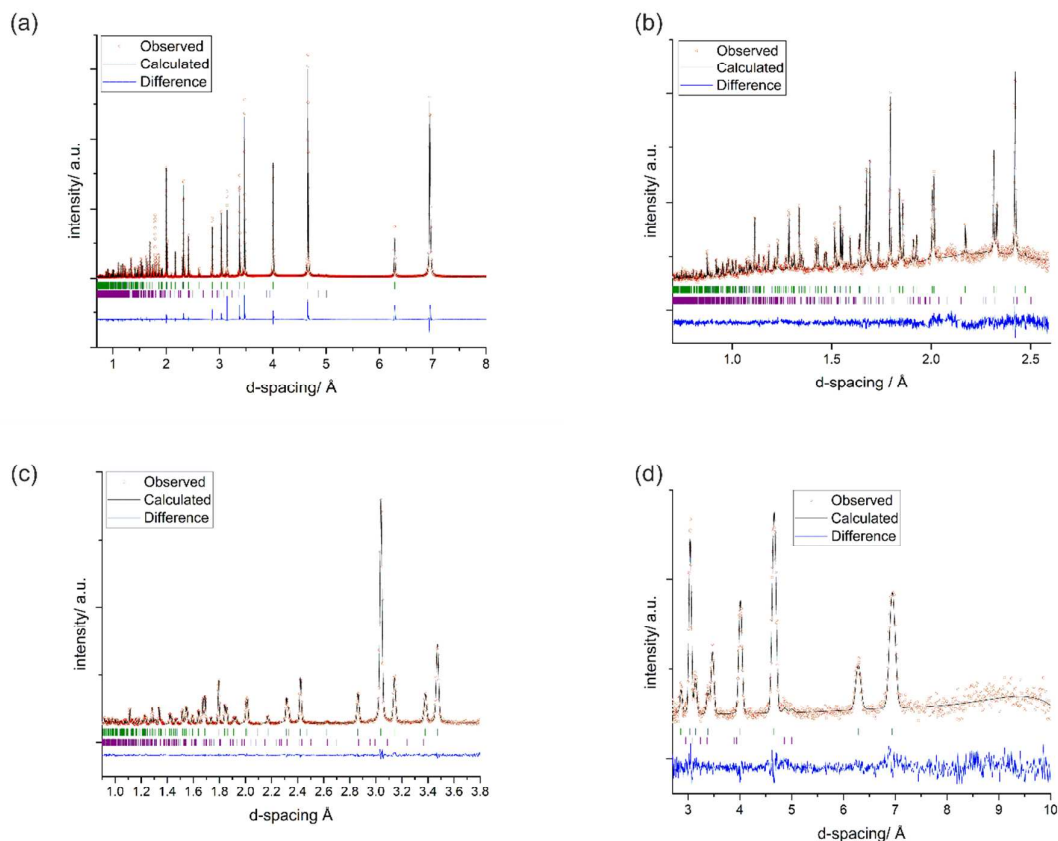 (a)
Observed
Calculated
Difference
intensity/ a.u.
1 2 3 4 5 6 7 8
d-spacing/ Å
(b)
Observed
Calculated
Difference
intensity/ a.u.
1.0 1.5 2.0 2.5
d-spacing / Å
(c)
Observed
Calculated
Difference
intensity/ a.u.
1.0 1.2 1.4 1.6 1.8 2.0 2.2 2.4 2.6 2.8 3.0 3.2 3.4 3.6 3.8
d-spacing Å
(d)
Observed
Calculated
Difference
intensity/ a.u.
3 4 5 6 7 8 9 10
d-spacing/ Å